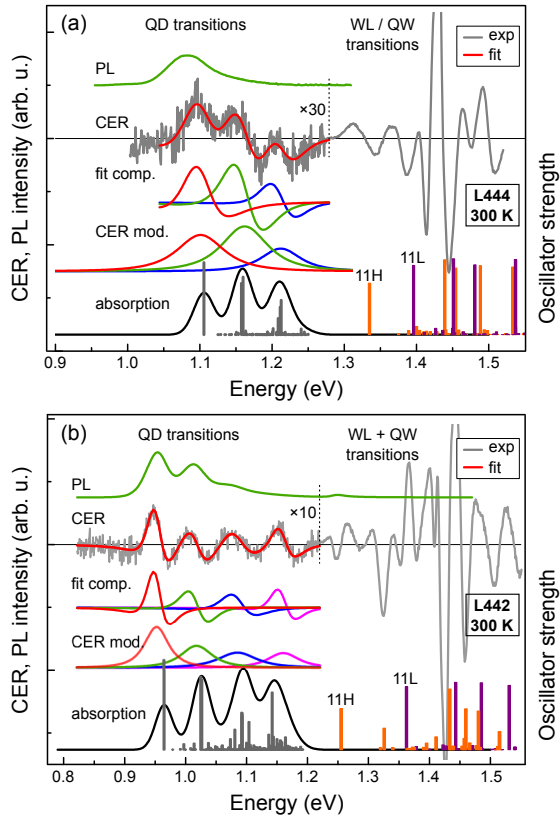 (a)
QD transitions
WL / QW
transitions
exp
fit
PL
CER
×30
fit comp.
L444
300 K
CER mod.
11H
11L
absorption
CER, PL intensity (arb. u.)
Oscillator strength
0.9 1.0 1.1 1.2 1.3 1.4 1.5
Energy (eV)
(b)
QD transitions
WL + QW
transitions
exp
fit
PL
CER
×10
fit comp.
L442
300 K
CER mod.
11H
11L
absorption
CER, PL intensity (arb. u.)
Oscillator strength
0.8 0.9 1.0 1.1 1.2 1.3 1.4 1.5
Energy (eV)